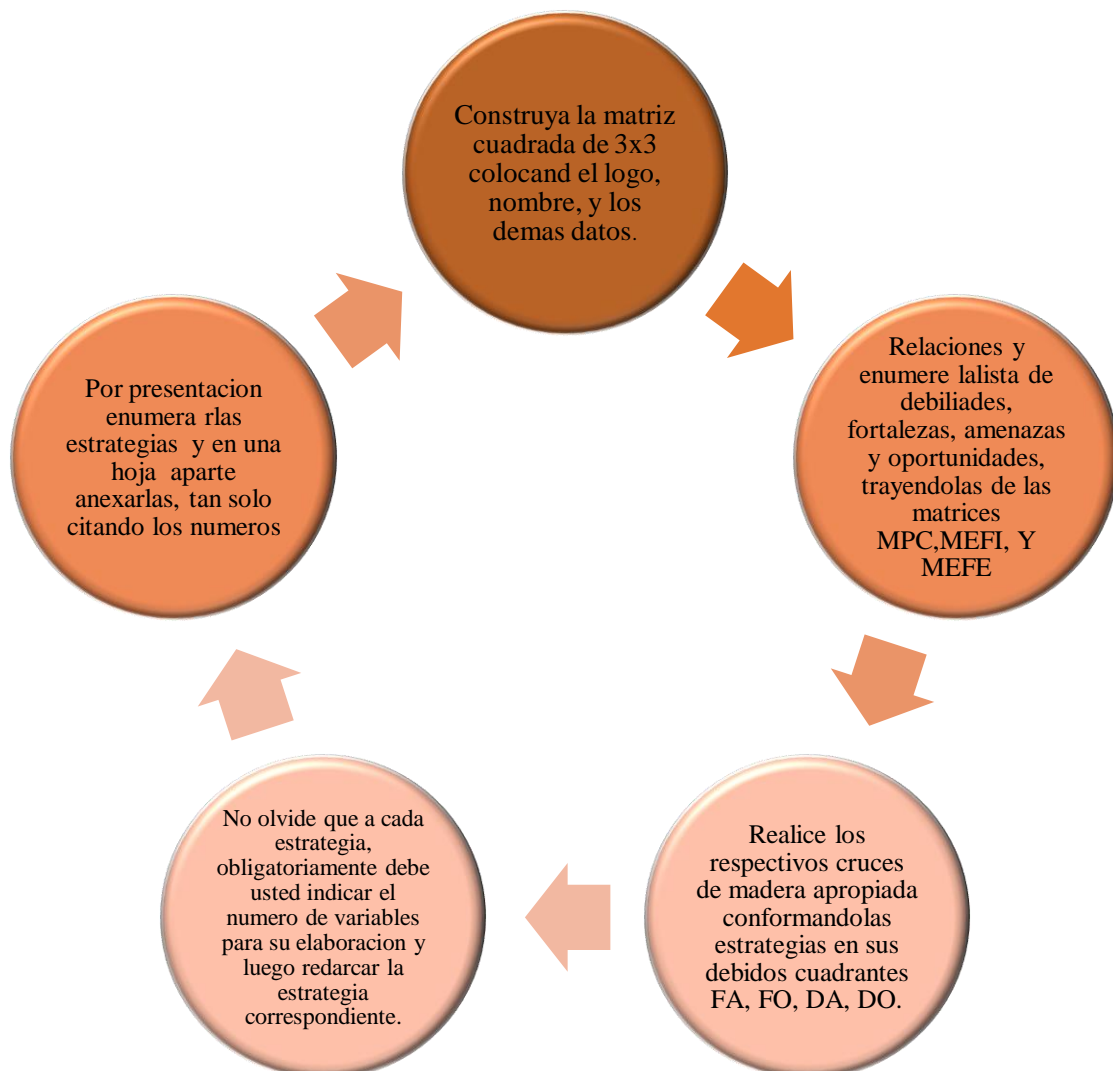 Construya la matriz
cuadrada de 3x3
colocand el logo,
nombre, y los
demas datos.
Relaciones y
enumere lalista de
debiliades,
fortalezas, amenazas
y oportunidades,
trayendolas de las
matrices
MPC,MEFI, Y
MEFE
Realice los
respectivos cruces
de madera apropiada
conformandolas
estrategias en sus
debidos cuadrantes
FA, FO, DA, DO.
No olvide que a cada
estrategia,
obligatoriamente debe
usted indicar el
numero de variables
para su elaboracion y
luego redarcar la
estrategia
correspondiente.
Por presentacion
enumera rlas
estrategias y en una
hoja aparte
anexarlas, tan solo
citando los numeros